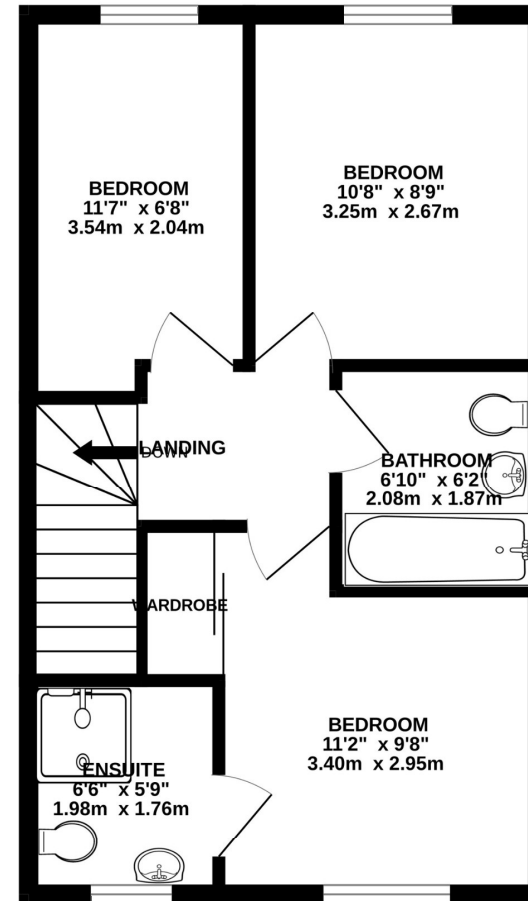 BEDROOM
11'7" x 6'8"
3.54m x 2.04m
BEDROOM
10'8" x 8'9"
3.25m x 2.67m
LANDING
DOWN
BATHROOM
6'10" x 6'2"
2.08m x 1.87m
WARDROBE
BEDROOM
11'2" x 9'8"
3.40m x 2.95m
ENSUITE
6'6" x 5'9"
1.98m x 1.76m